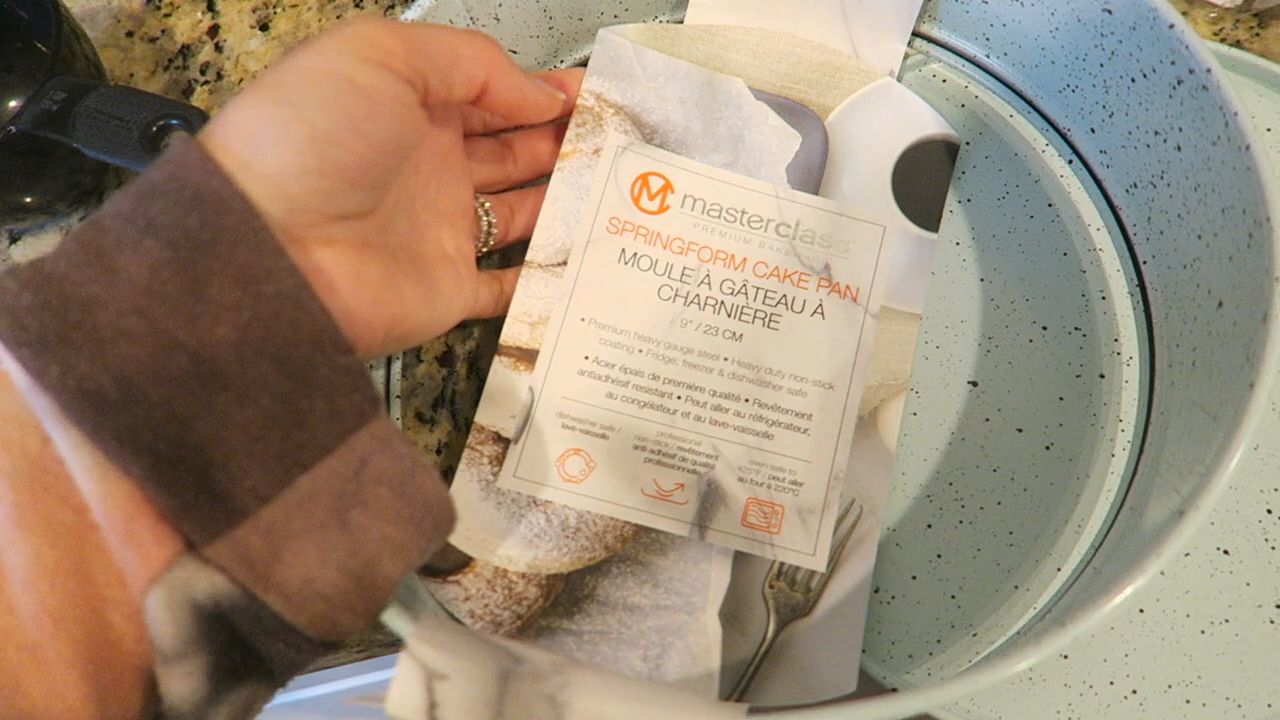 masterclass
PREMIUM
SPRINGFORM CAKE PAN
MOULE À GÂTEAU À
CHARNIÈRE
9" / 23 CM
• Premium heavy gauge steel • Heavy duty non-stick
coating • Fridge, freezer & dishwasher safe
• Acier épais de première qualité • Revêtement
antiadhésif resistant • Peut aller au réfrigérateur,
au congélateur et au lave-vaisselle
dishwasher safe /
lave-vaisselle
professional
non-stick / revêtement
anti-adhésif de qualité
professionnelle
oven safe to
425°F / peut aller
au four à 220°C